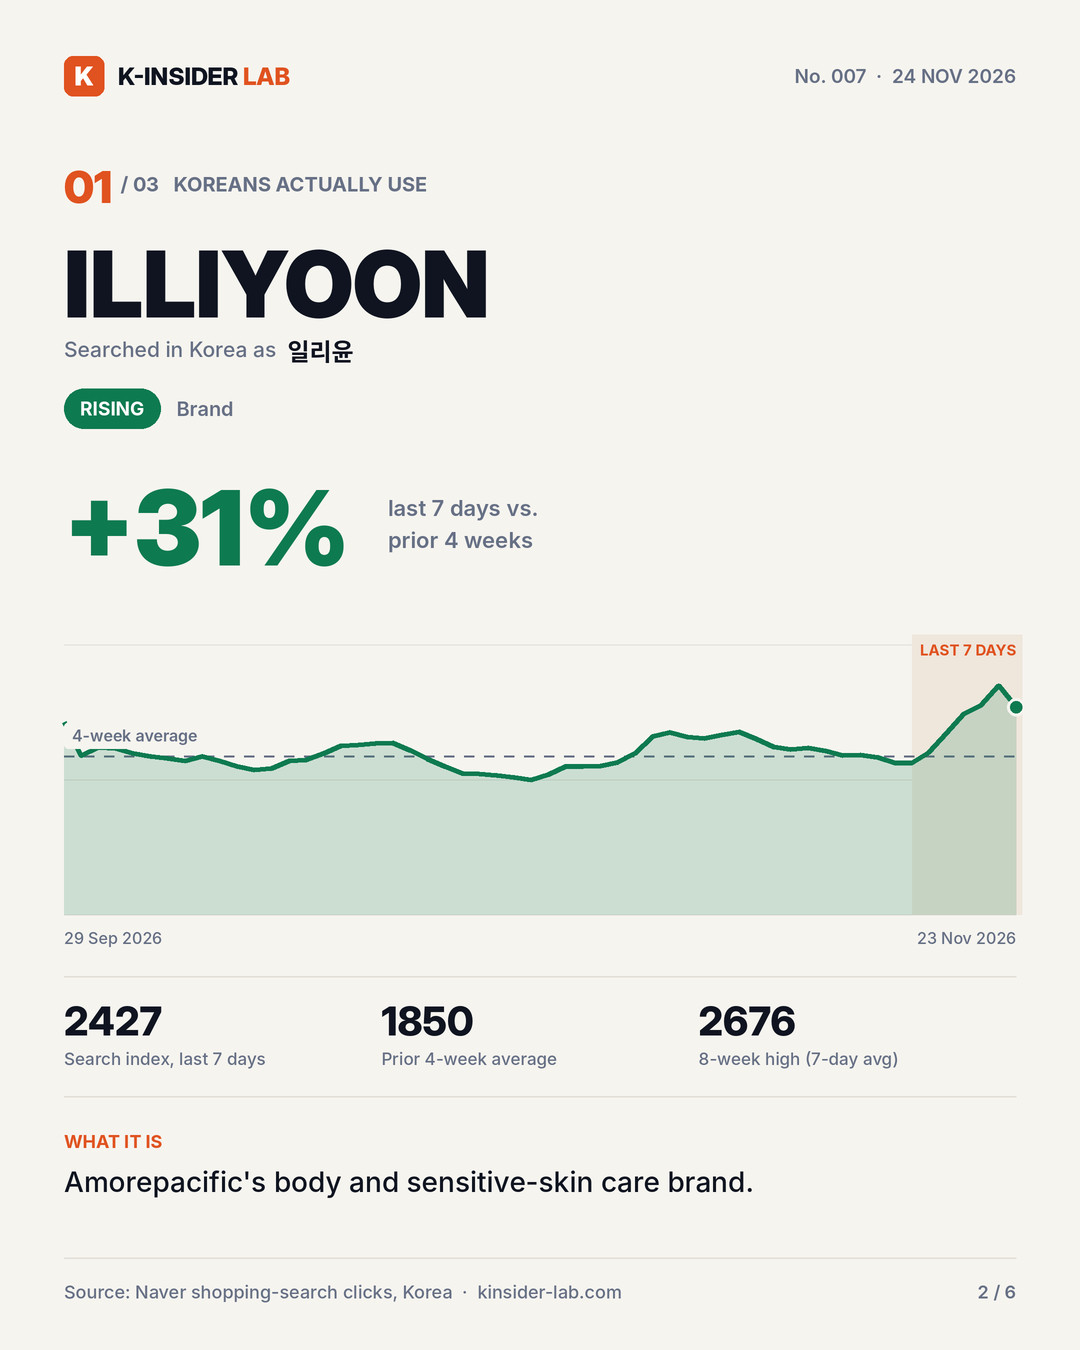 K K-INSIDER LAB
No. 007 · 24 NOV 2026
01 / 03 KOREANS ACTUALLY USE
ILLIYOON
Searched in Korea as 일리윤
RISING Brand
+31%
last 7 days vs.
prior 4 weeks
LAST 7 DAYS
4-week average
29 Sep 2026
23 Nov 2026
2427
Search index, last 7 days
1850
Prior 4-week average
2676
8-week high (7-day avg)
WHAT IT IS
Amorepacific's body and sensitive-skin care brand.
Source: Naver shopping-search clicks, Korea · kinsider-lab.com
2 / 6